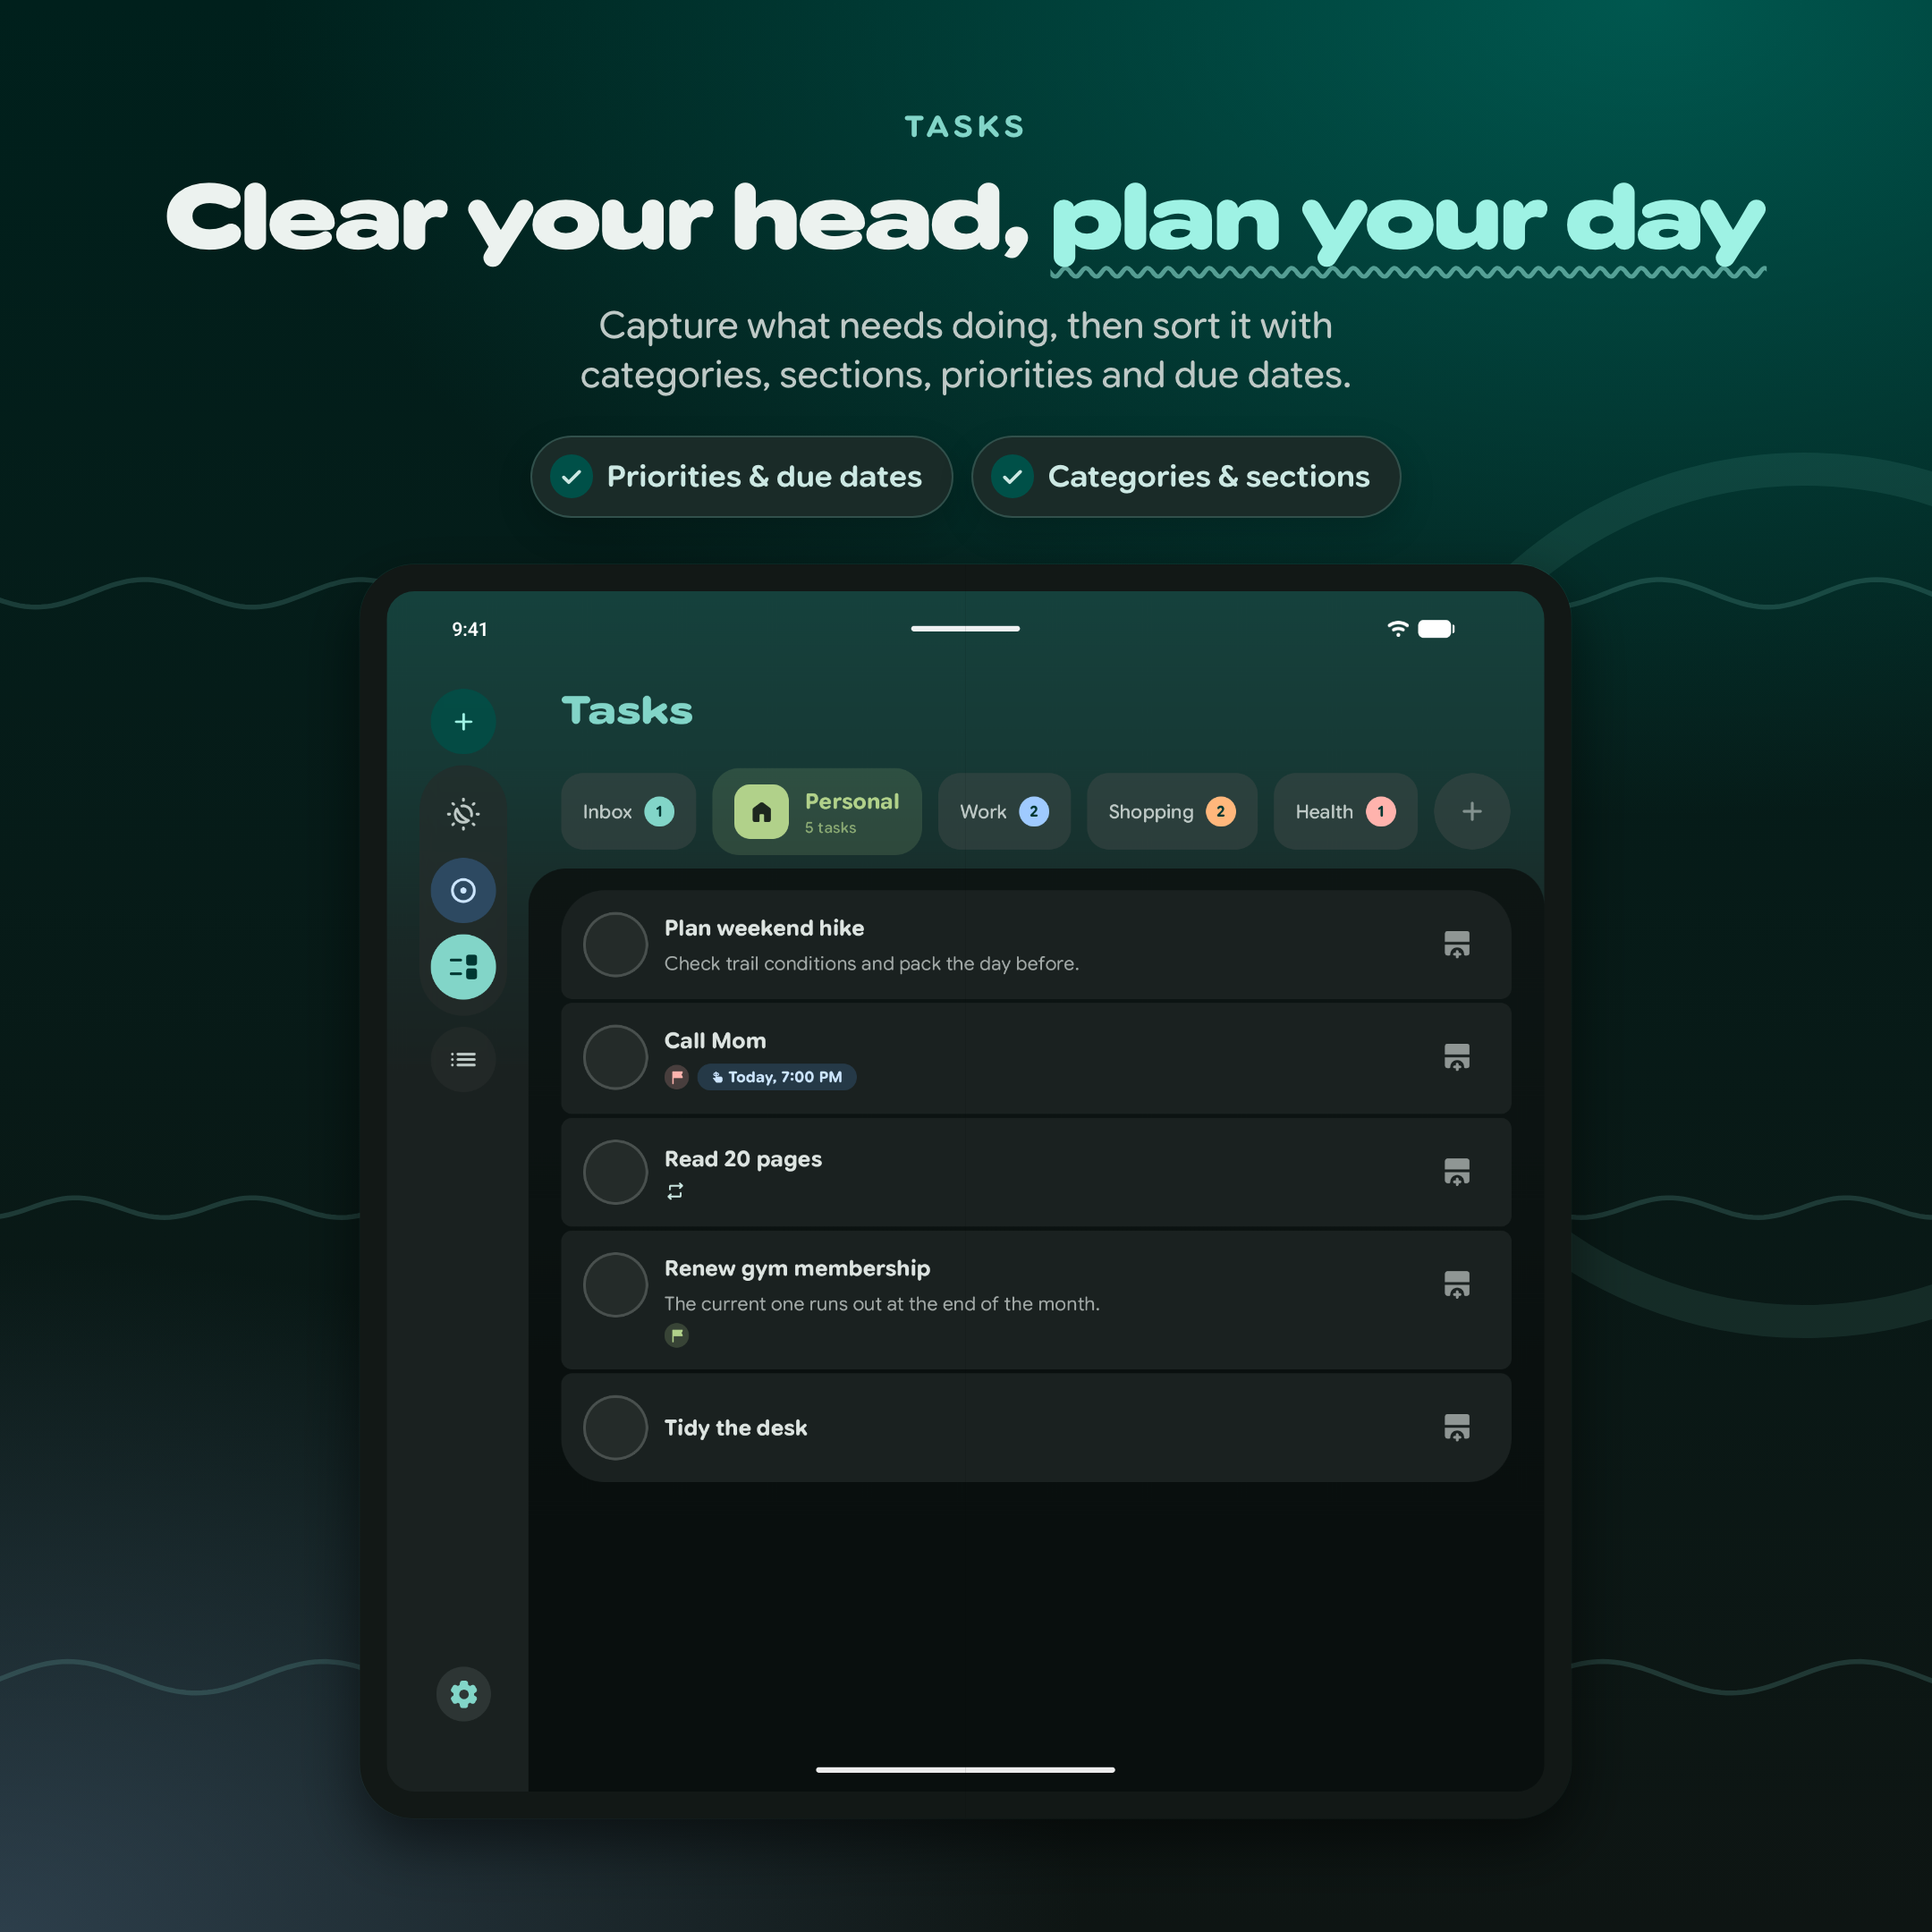 TASKS
Clear your head, plan your day
Capture what needs doing, then sort it with
categories, sections, priorities and due dates.
Priorities & due dates
Categories & sections
9:41
Tasks
Inbox 1
Personal
5 tasks
Work 2
Shopping 2
Health 1
Plan weekend hike
Check trail conditions and pack the day before.
Call Mom
Today, 7:00 PM
Read 20 pages
Renew gym membership
The current one runs out at the end of the month.
Tidy the desk